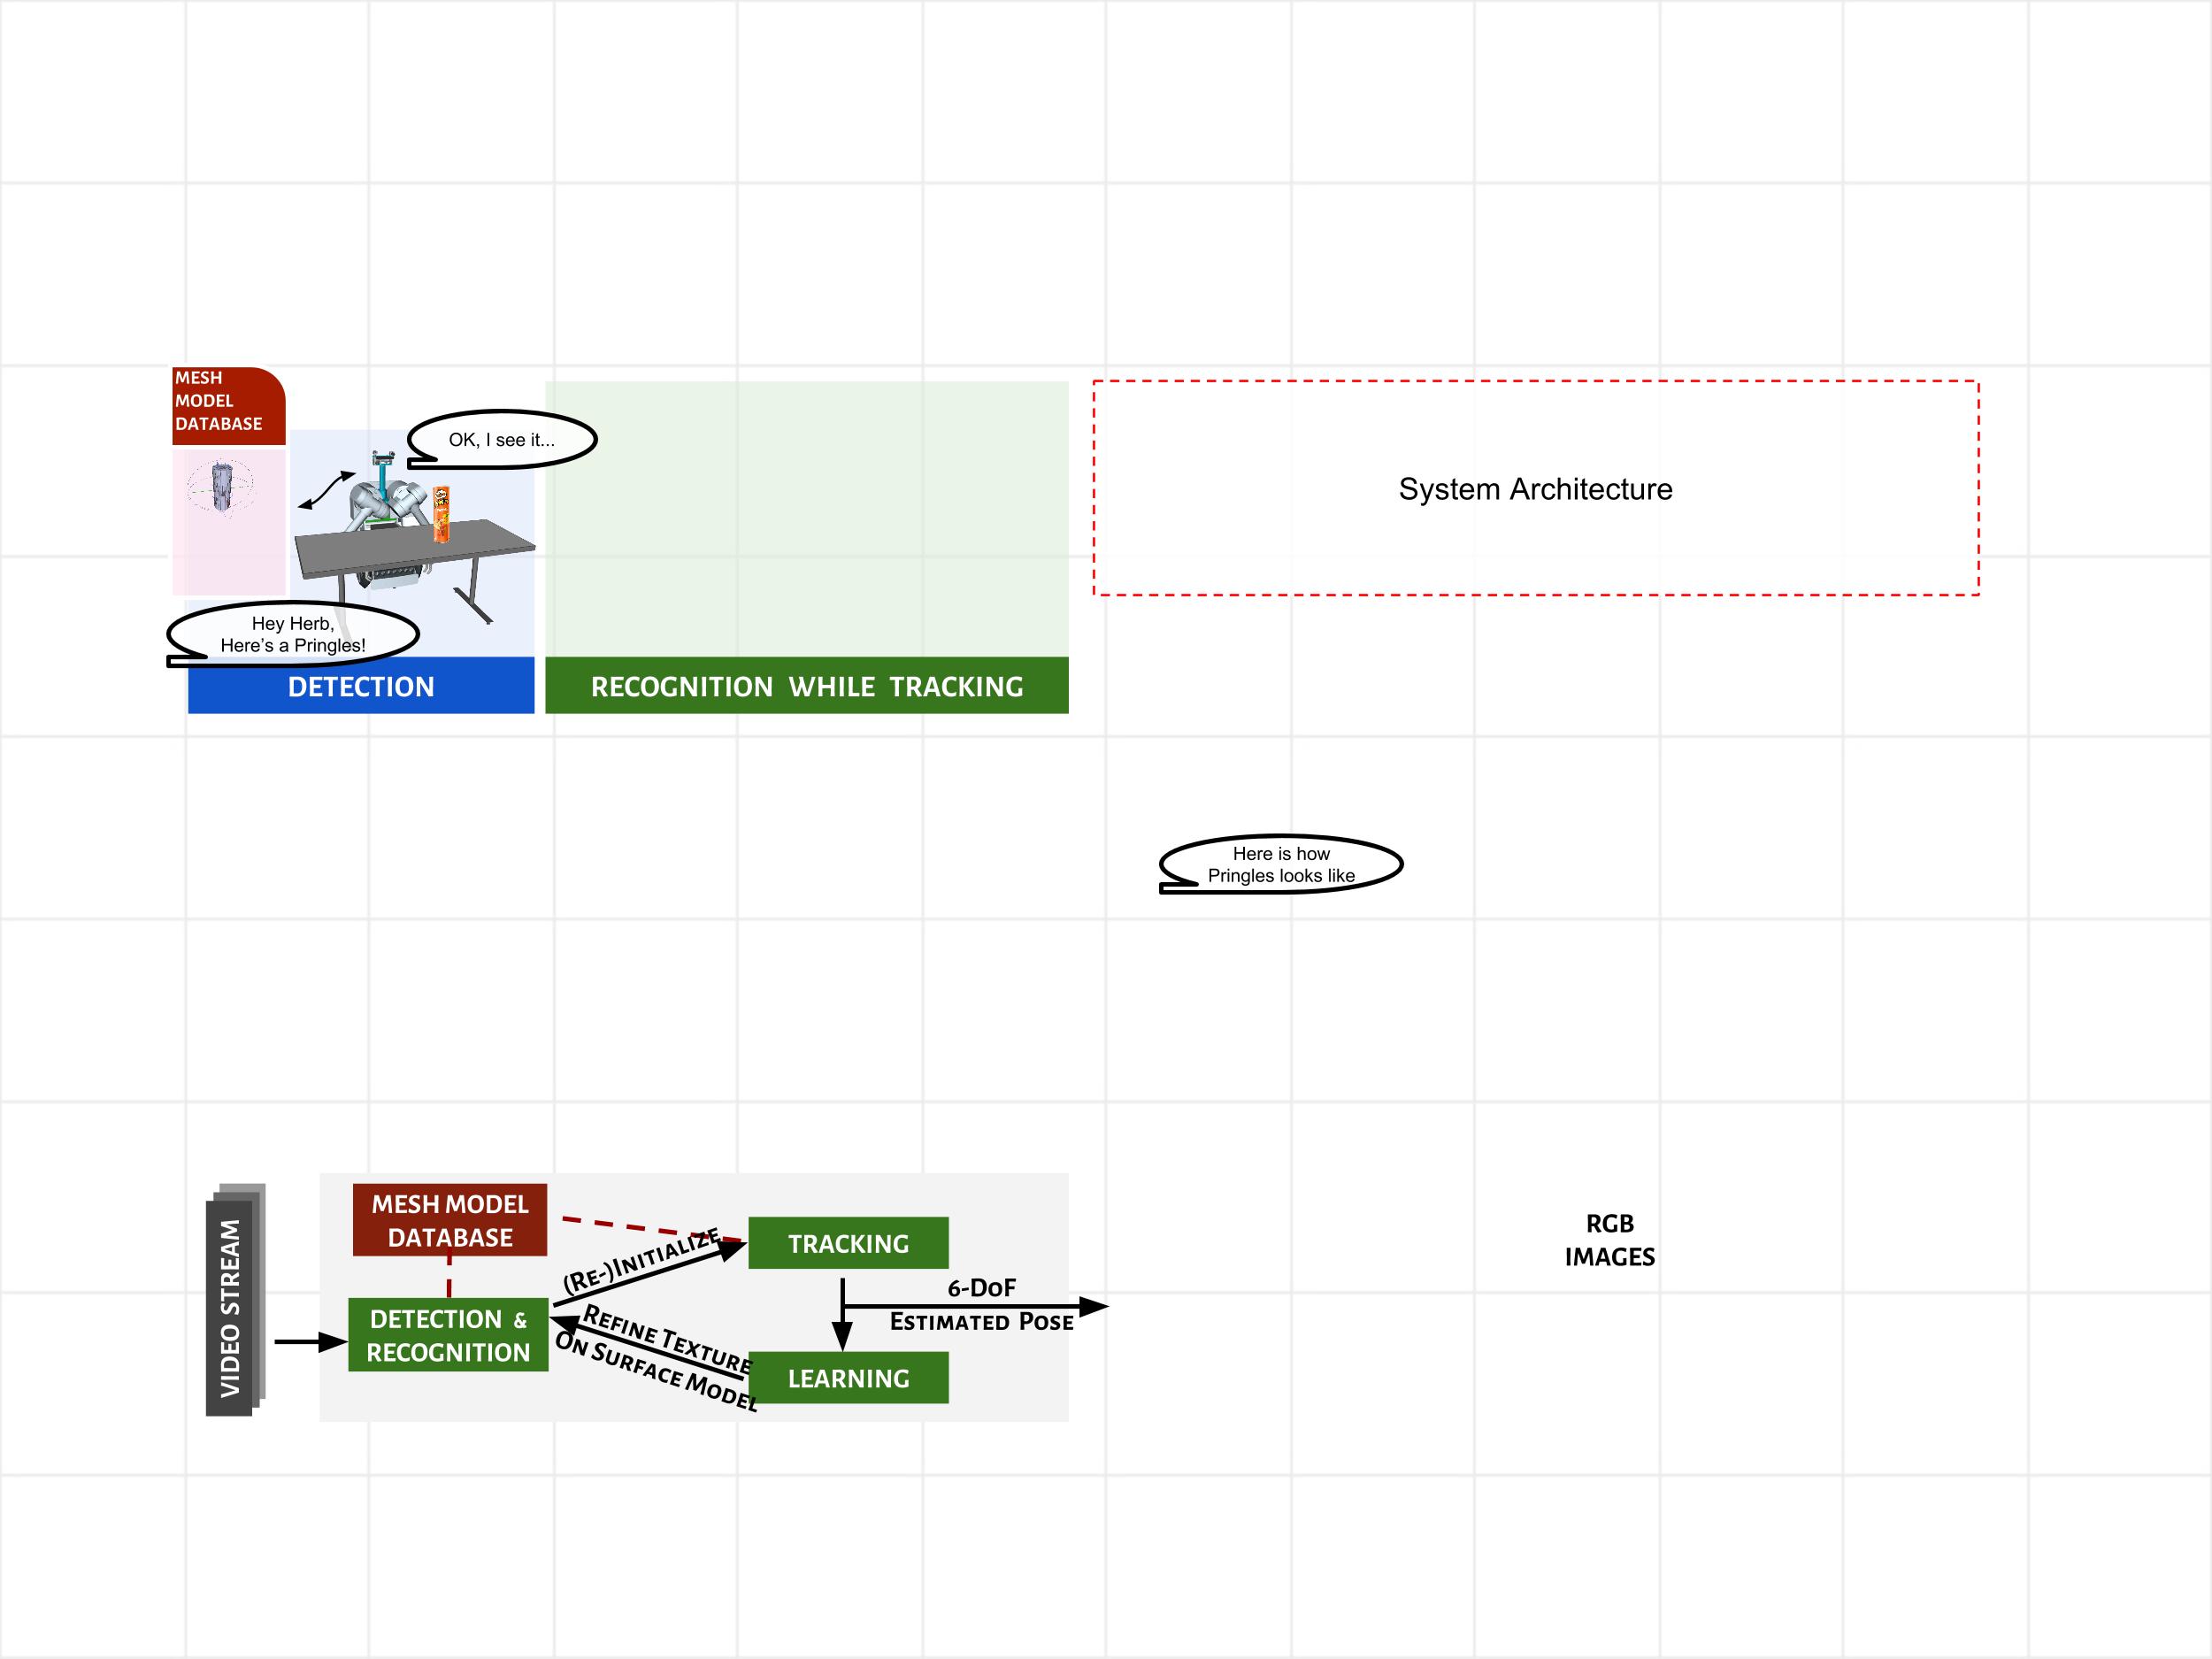 MESH
MODEL
DATABASE
OK, I see it...
Hey Herb,
Here's a Pringles!
DETECTION
RECOGNITION WHILE TRACKING
System Architecture
Here is how
Pringles looks like
VIDEO STREAM
MESH MODEL
DATABASE
DETECTION &
RECOGNITION
(RE-)INITIALIZE
REFINE TEXTURE
ON SURFACE MODEL
TRACKING
6-DOF
ESTIMATED POSE
LEARNING
RGB
IMAGES